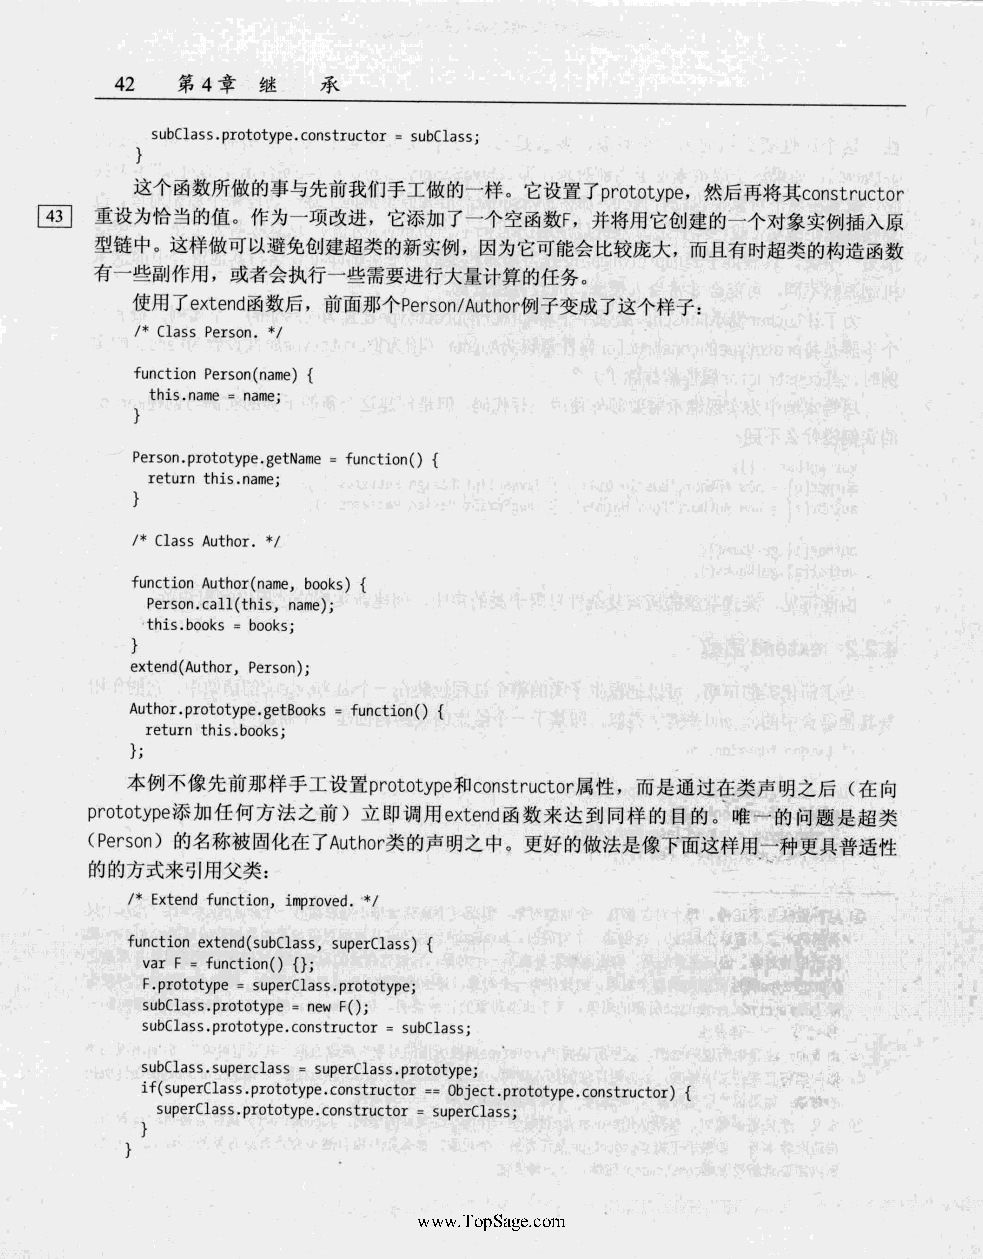 42 第4章 继 承
subClass.prototype.constructor = subClass;
}
这个函数所做的事与先前我们手工做的一样。它设置了prototype，然后再将其constructor
43 重设为恰当的值。作为一项改进，它添加了一个空函数F，并将用它创建的一个对象实例插入原
型链中。这样做可以避免创建超类的新实例，因为它可能会比较庞大，而且有时超类的构造函数
有一些副作用，或者会执行一些需要进行大量计算的任务。
使用了extend函数后，前面那个Person/Author例子变成了这个样子：
/* Class Person. */
function Person(name) {
this.name = name;
}
Person.prototype.getName = function() {
return this.name;
}
/* Class Author. */
function Author(name, books) {
Person.call(this, name);
this.books = books;
}
extend(Author, Person);
Author.prototype.getBooks = function() {
return this.books;
};
本例不像先前那样手工设置prototype和constructor属性，而是通过在类声明之后（在向
prototype添加任何方法之前）立即调用extend函数来达到同样的目的。唯一的问题是超类
（Person）的名称被固化在了Author类的声明之中。更好的做法是像下面这样用一种更具普适性
的的方式来引用父类：
/* Extend function, improved. */
function extend(subClass, superClass) {
var F = function() {};
F.prototype = superClass.prototype;
subClass.prototype = new F();
subClass.prototype.constructor = subClass;
subClass.superclass = superClass.prototype;
if(superClass.prototype.constructor == Object.prototype.constructor) {
superClass.prototype.constructor = superClass;
}
}
www.TopSage.com